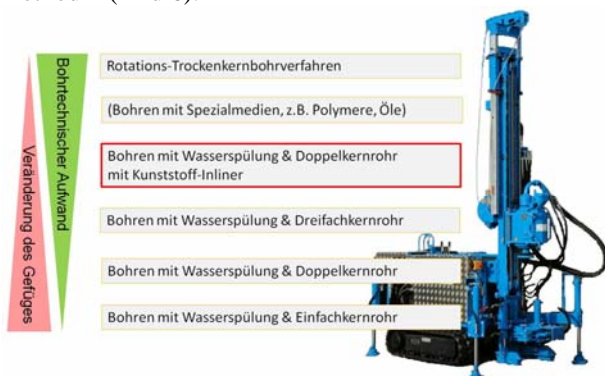 Rotations-Trockenkernbohrverfahren
(Bohren mit Spezialmedien, z.B. Polymere, Öle)
Bohren mit Wasserspülung & Doppelkernrohr
mit Kunststoff-Inliner
Bohren mit Wasserspülung & Dreifachkernrohr
Bohren mit Wasserspülung & Doppelkernrohr
Bohren mit Wasserspülung & Einfachkernrohr
Veränderung des Gefüges
Bohrtechnischer Aufwand